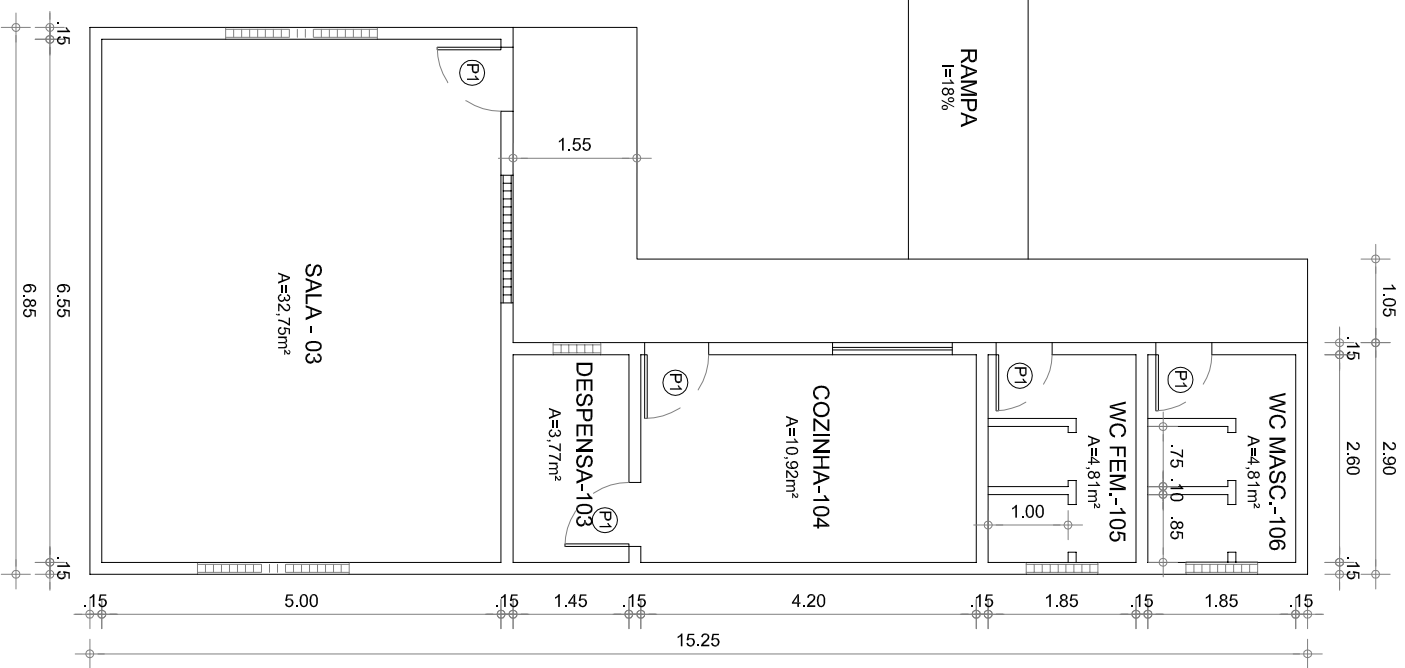 RAMPA
I=18%
P1
1.55
SALA - 03
A=32,75m²
DESPENSA-103
A=3,77m²
P1
COZINHA-104
A=10,92m²
P1
WC FEM.-105
A=4,81m²
P1
1.00
WC MASC.-106
A=4,81m²
P1
.75
.10
.85
.15
6.55
.15
6.85
1.05
.15
2.60
.15
2.90
.15
5.00
.15
1.45
.15
4.20
.15
1.85
.15
1.85
.15
15.25